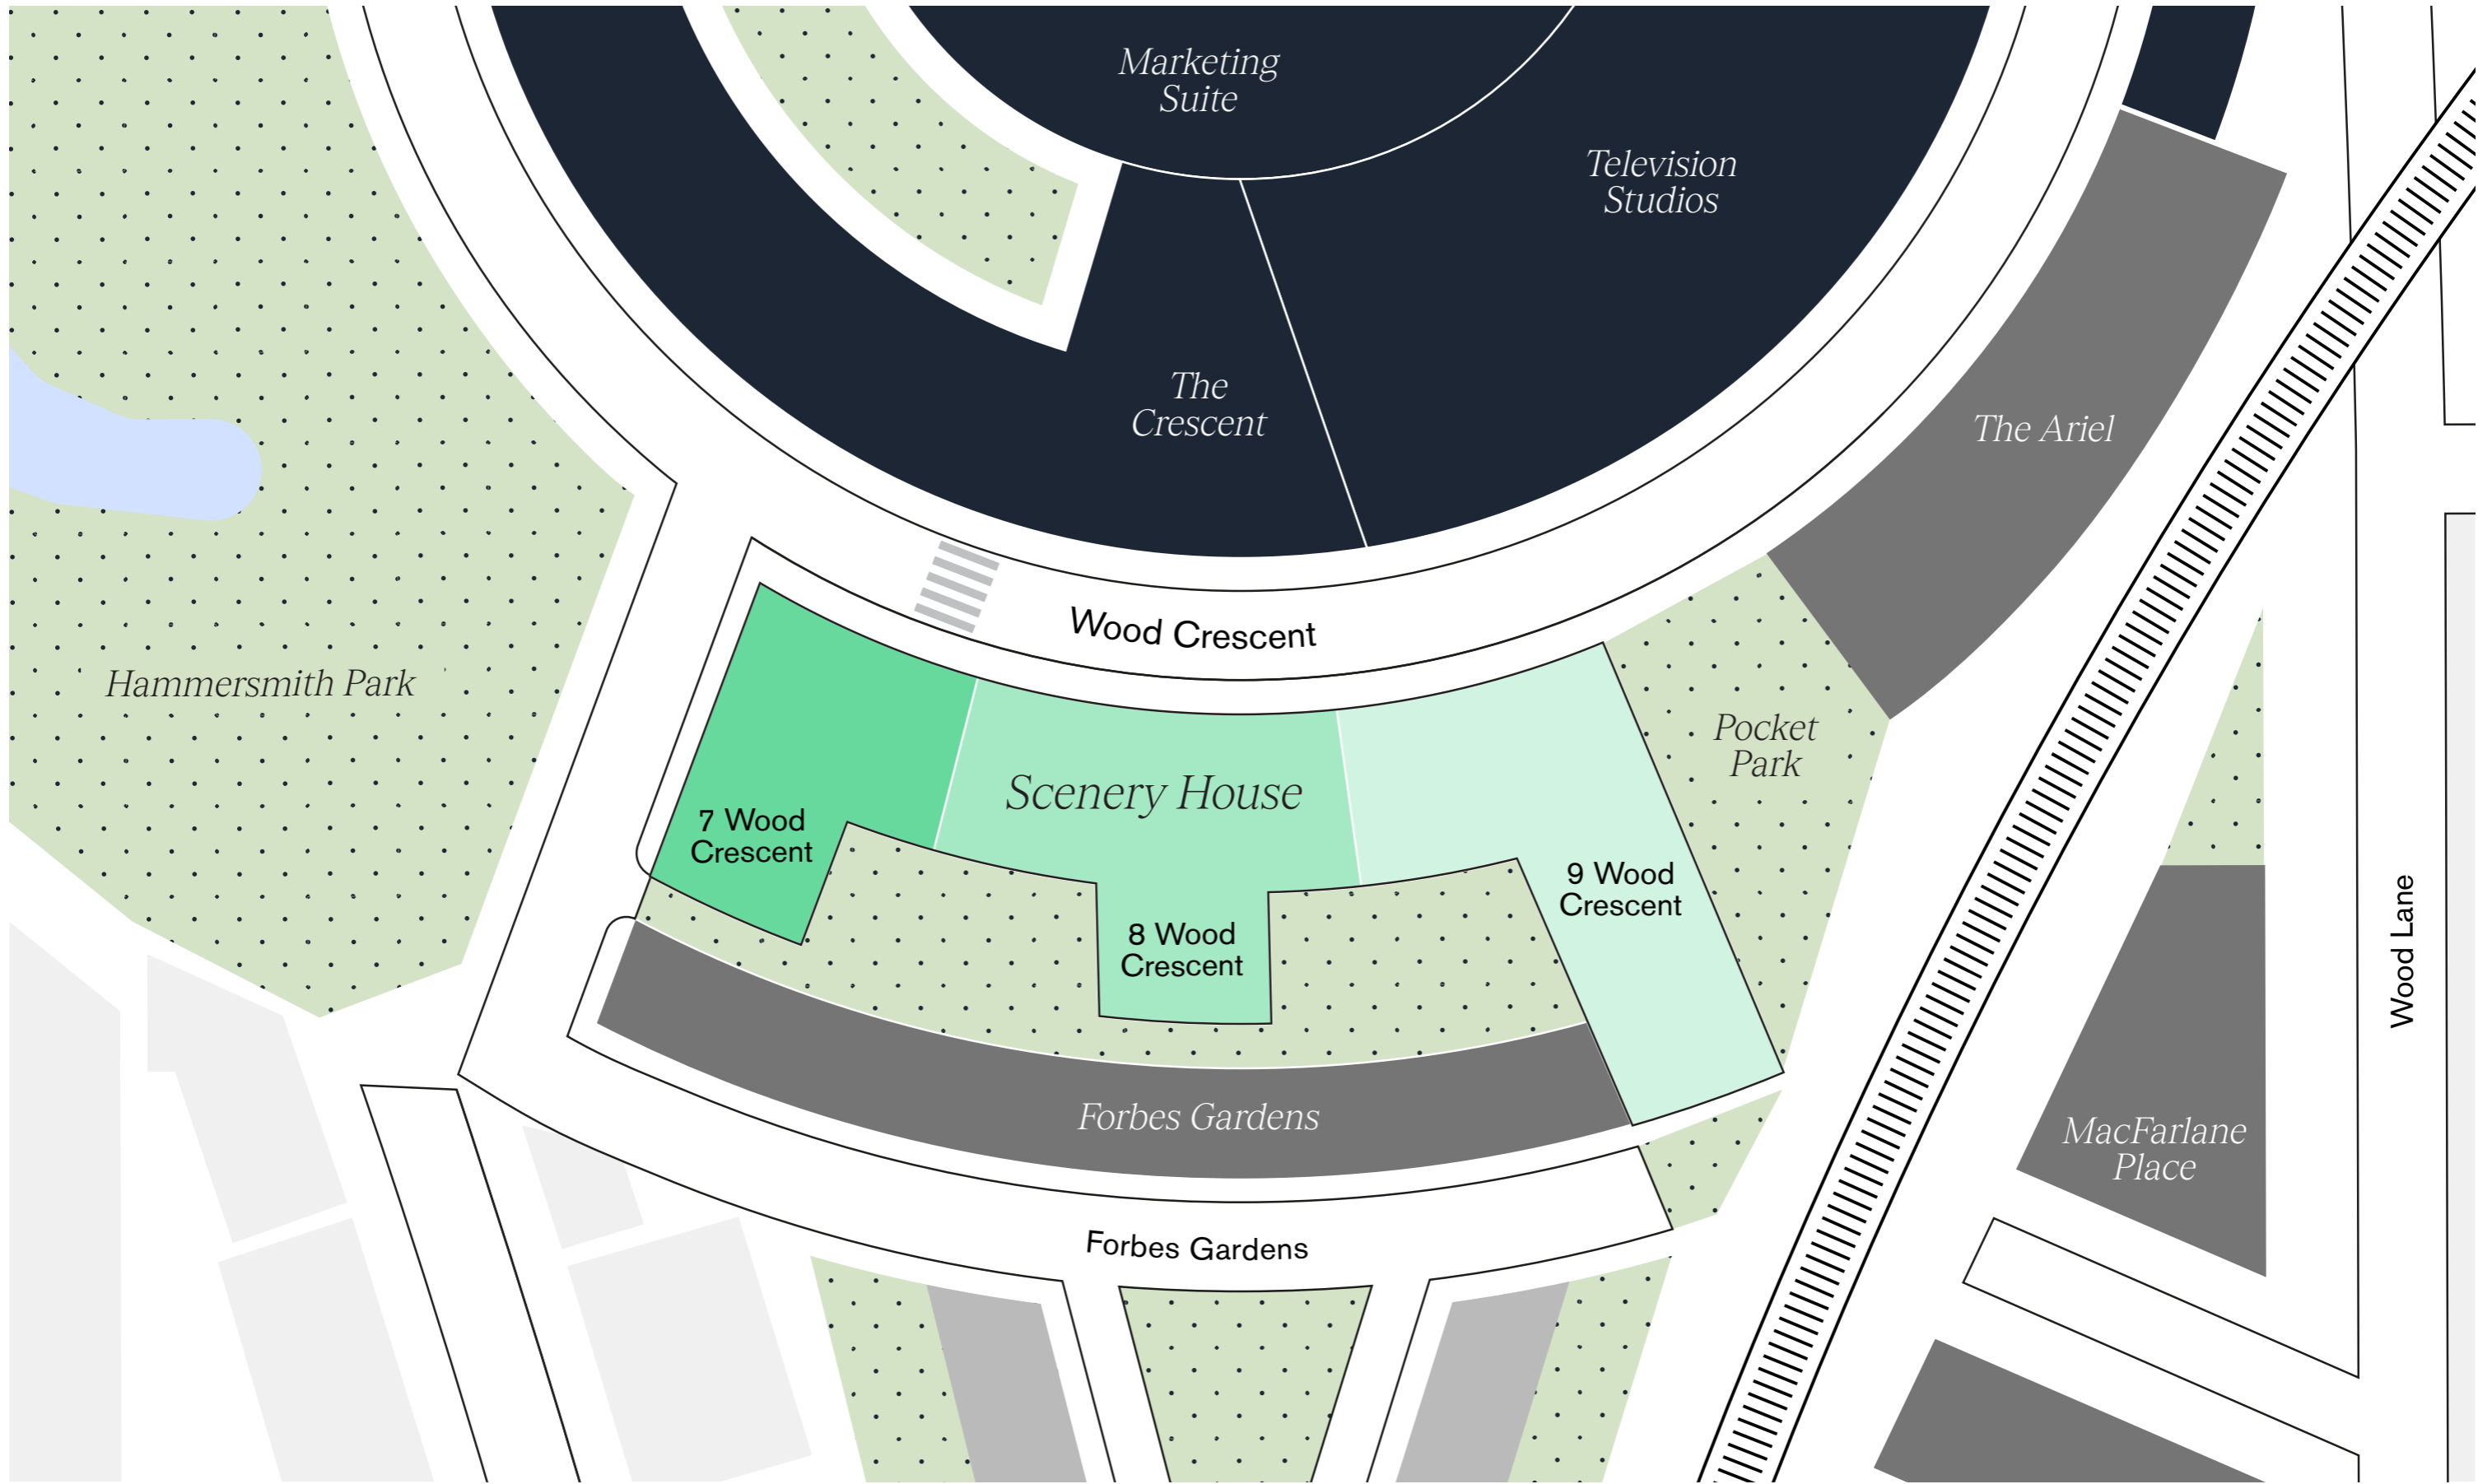 Marketing
Suite
Television
Studios
The
Crescent
The Ariel
Wood Crescent
Hammersmith Park
Pocket
Park
Scenery House
7 Wood
Crescent
9 Wood
Crescent
8 Wood
Crescent
Wood Lane
Forbes Gardens
MacFarlane
Place
Forbes Gardens